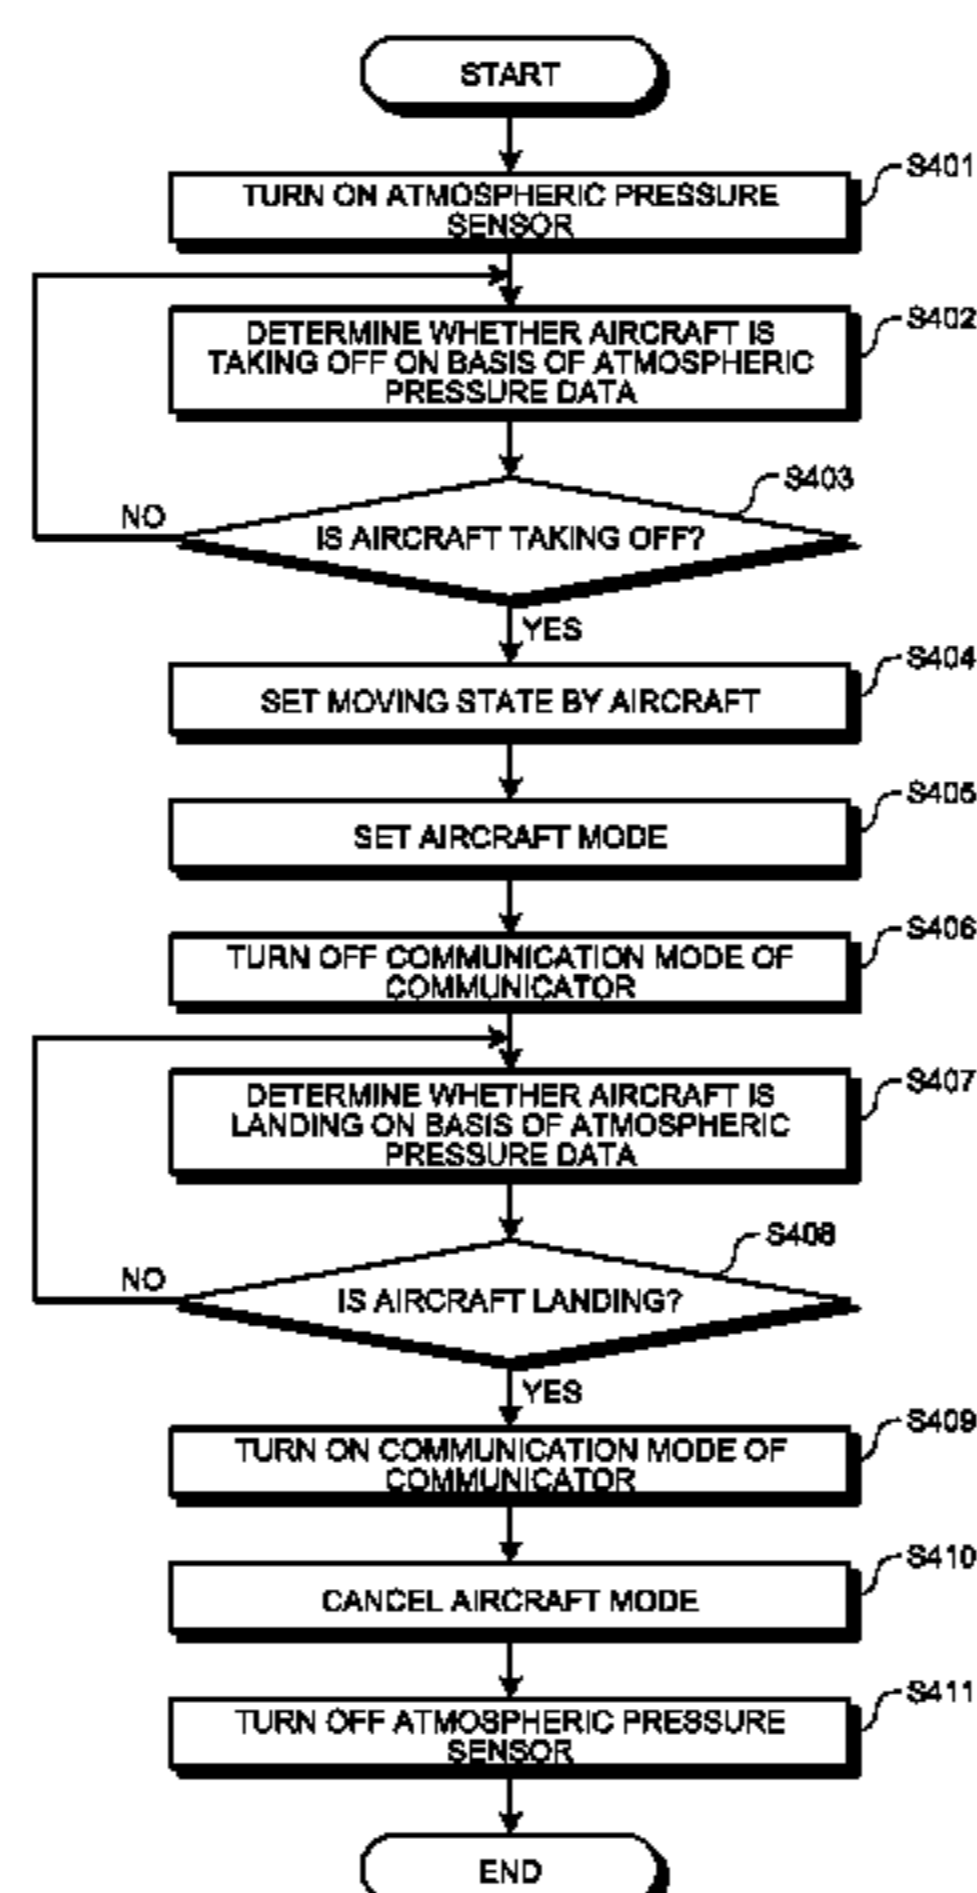 START
S401
TURN ON ATMOSPHERIC PRESSURE
SENSOR
S402
DETERMINE WHETHER AIRCRAFT IS
TAKING OFF ON BASIS OF ATMOSPHERIC
PRESSURE DATA
S403
NO
IS AIRCRAFT TAKING OFF?
YES
S404
SET MOVING STATE BY AIRCRAFT
S405
SET AIRCRAFT MODE
S406
TURN OFF COMMUNICATION MODE OF
COMMUNICATOR
S407
DETERMINE WHETHER AIRCRAFT IS
LANDING ON BASIS OF ATMOSPHERIC
PRESSURE DATA
S408
NO
IS AIRCRAFT LANDING?
YES
S409
TURN ON COMMUNICATION MODE OF
COMMUNICATOR
S410
CANCEL AIRCRAFT MODE
S411
TURN OFF ATMOSPHERIC PRESSURE
SENSOR
END